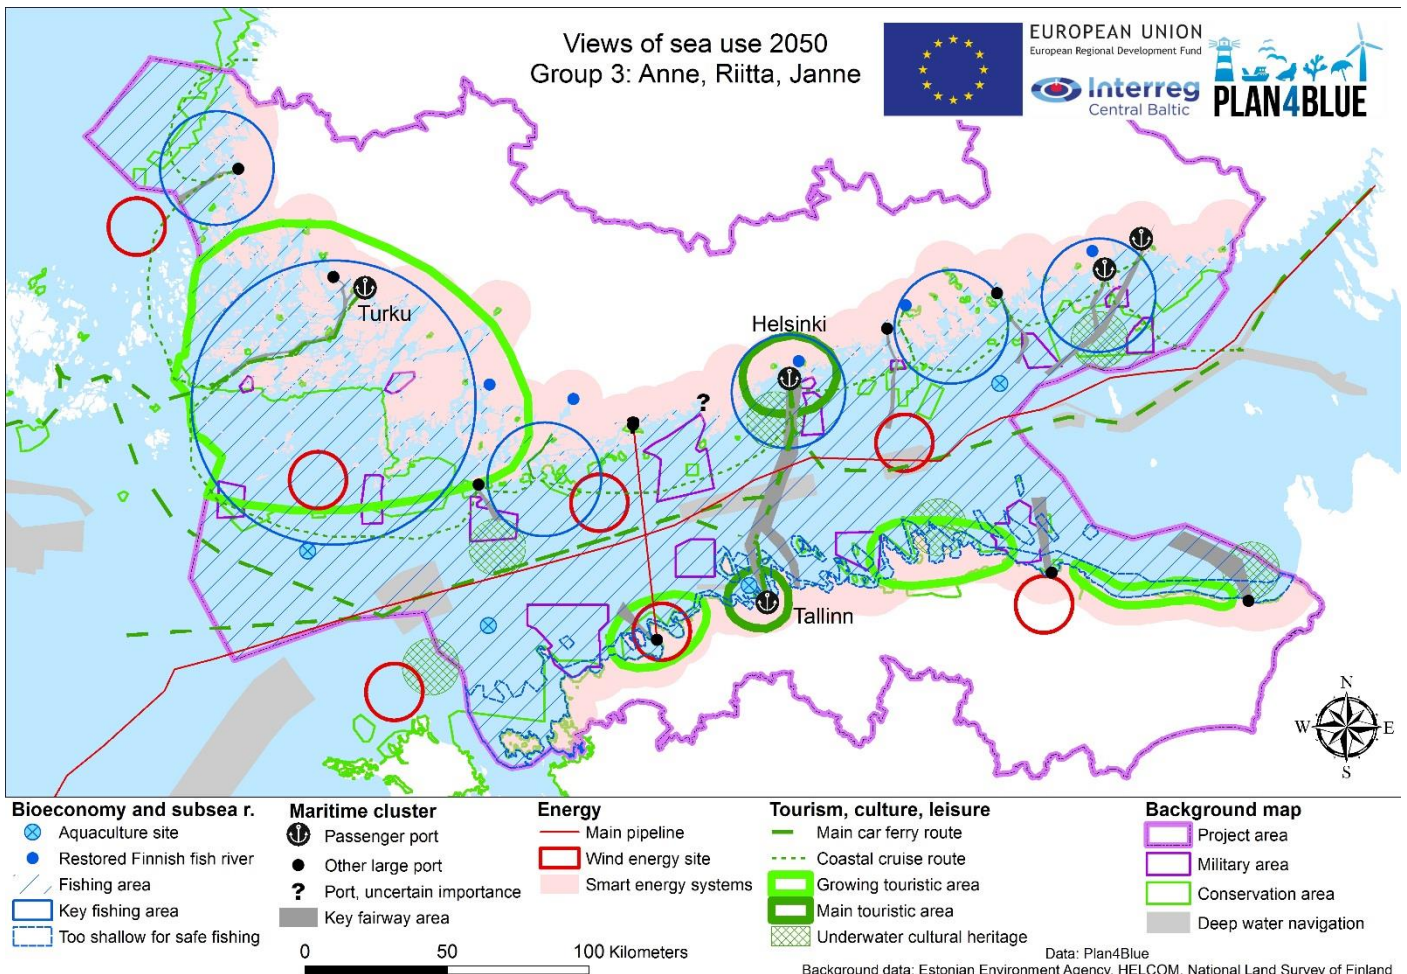 Views of sea use 2050
Group 3: Anne, Riitta, Janne
EUROPEAN UNION
European Regional Development Fund
Interreg
Central Baltic
PLAN4BLUE
Turku
Helsinki
?
Tallinn
N
W E
S
Bioeconomy and subsea r.
Aquaculture site
Restored Finnish fish river
Fishing area
Key fishing area
Too shallow for safe fishing
Maritime cluster
Passenger port
Other large port
? Port, uncertain importance
Key fairway area
Energy
Main pipeline
Wind energy site
Smart energy systems
Tourism, culture, leisure
Main car ferry route
Coastal cruise route
Growing touristic area
Main touristic area
Underwater cultural heritage
Background map
Project area
Military area
Conservation area
Deep water navigation
0 50 100 Kilometers
Data: Plan4Blue
Background data: Estonian Environment Agency, HELCOM, National Land Survey of Finland